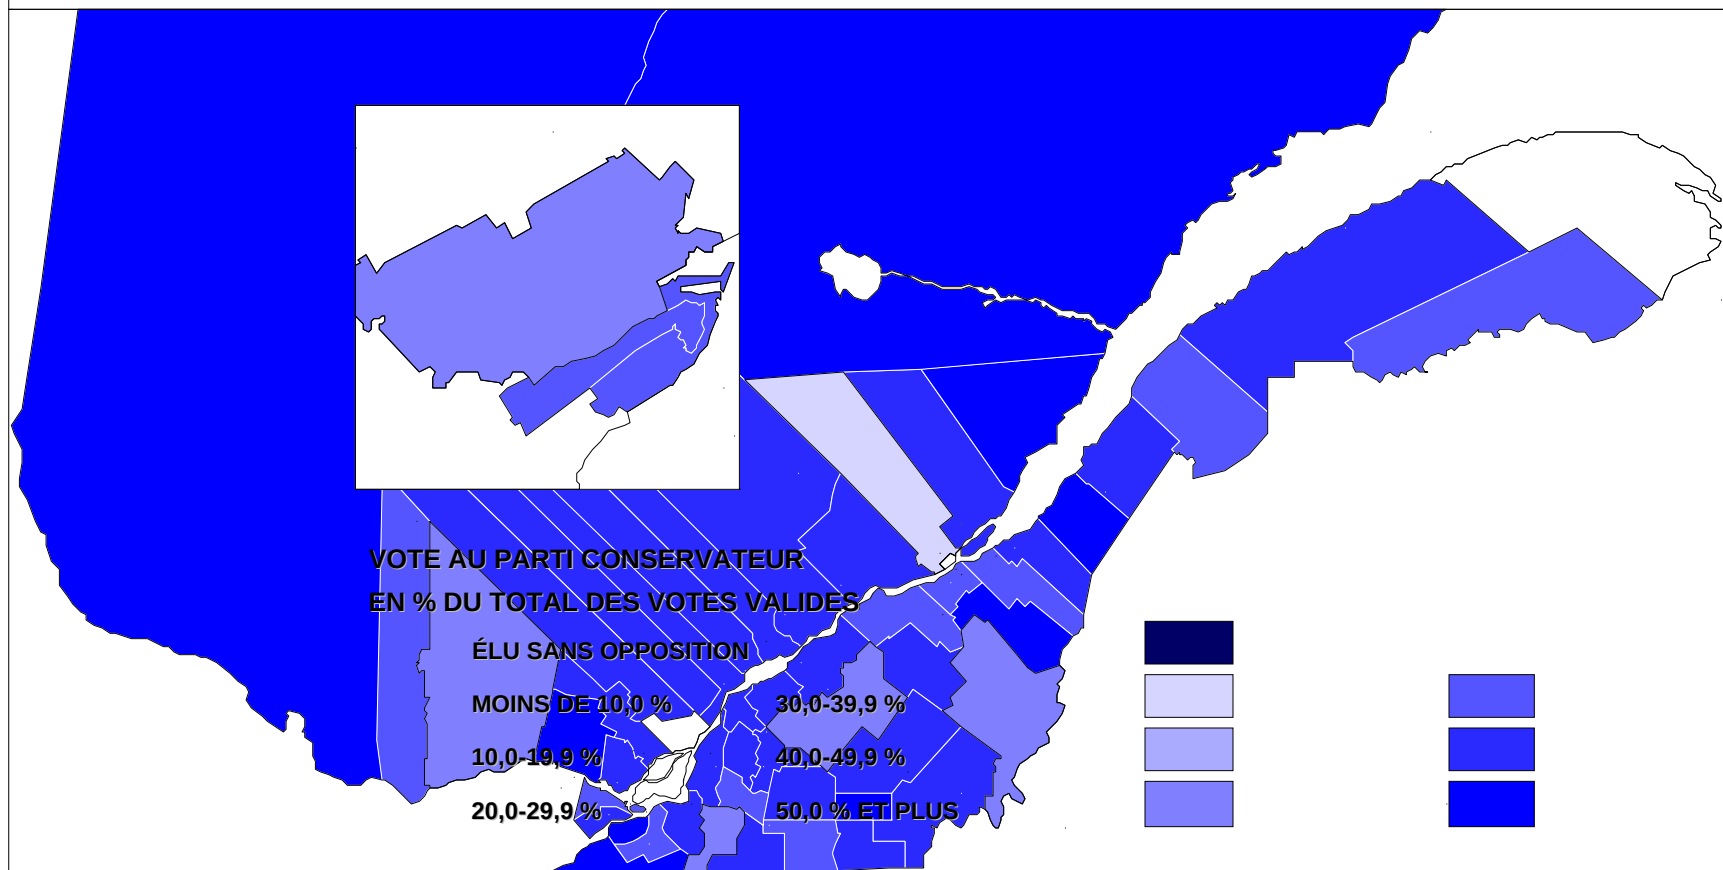 VOTE AU PARTI CONSERVATEUR
EN % DU TOTAL DES VOTES VALIDES
ÉLU SANS OPPOSITION
MOINS DE 10,0 %
30,0-39,9 %
10,0-19,9 %
40,0-49,9 %
20,0-29,9 %
50,0 % ET PLUS